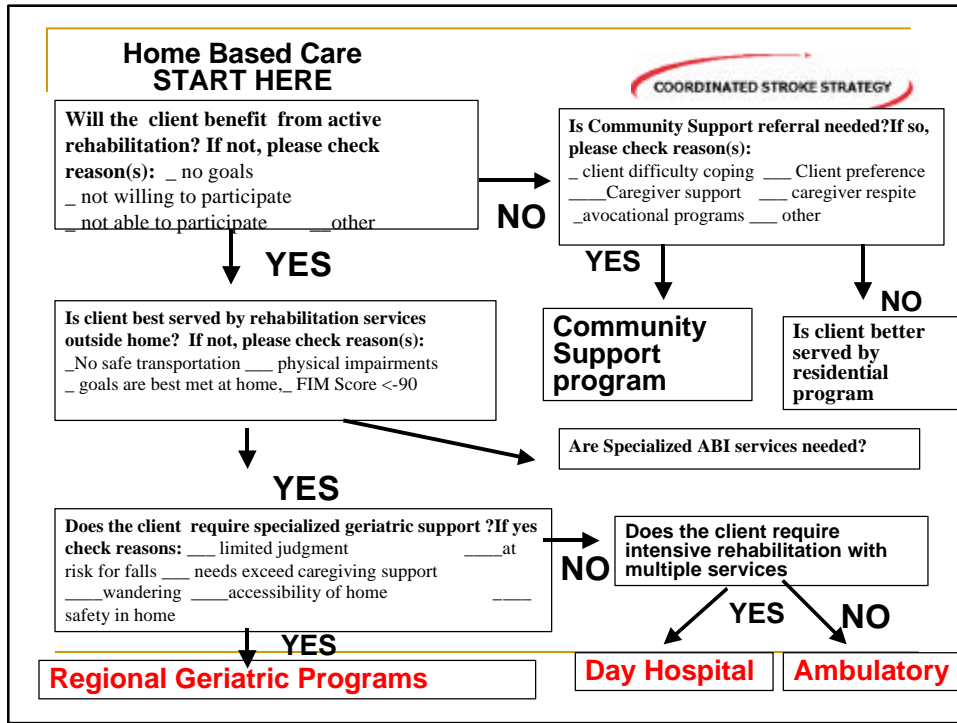 Home Based Care
START HERE
COORDINATED STROKE STRATEGY
Will the client benefit from active
rehabilitation? If not, please check
reason(s): _ no goals
_ not willing to participate
_ not able to participate __other
NO
Is Community Support referral needed?If so,
please check reason(s):
_ client difficulty coping ___ Client preference
____Caregiver support ___ caregiver respite
_avocational programs ___ other
YES
YES
NO
Is client best served by rehabilitation services
outside home? If not, please check reason(s):
_No safe transportation ___ physical impairments
_ goals are best met at home,_ FIM Score <-90
Community
Support
program
Is client better
served by
residential
program
Are Specialized ABI services needed?
YES
Does the client require specialized geriatric support ?If yes
check reasons: ___ limited judgment ____at
risk for falls ___ needs exceed caregiving support
____wandering ____accessibility of home ____
safety in home
NO
Does the client require
intensive rehabilitation with
multiple services
YES
NO
YES
Regional Geriatric Programs
Day Hospital
Ambulatory